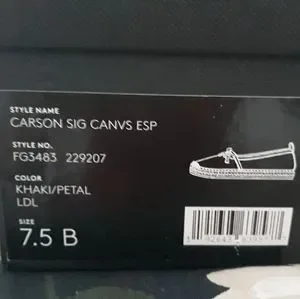 STYLE NAME
CARSON SIG CANVS ESP
STYLE NO.
FG3483 229207
COLOR
KHAKI/PETAL
LDL
SIZE
7.5 B